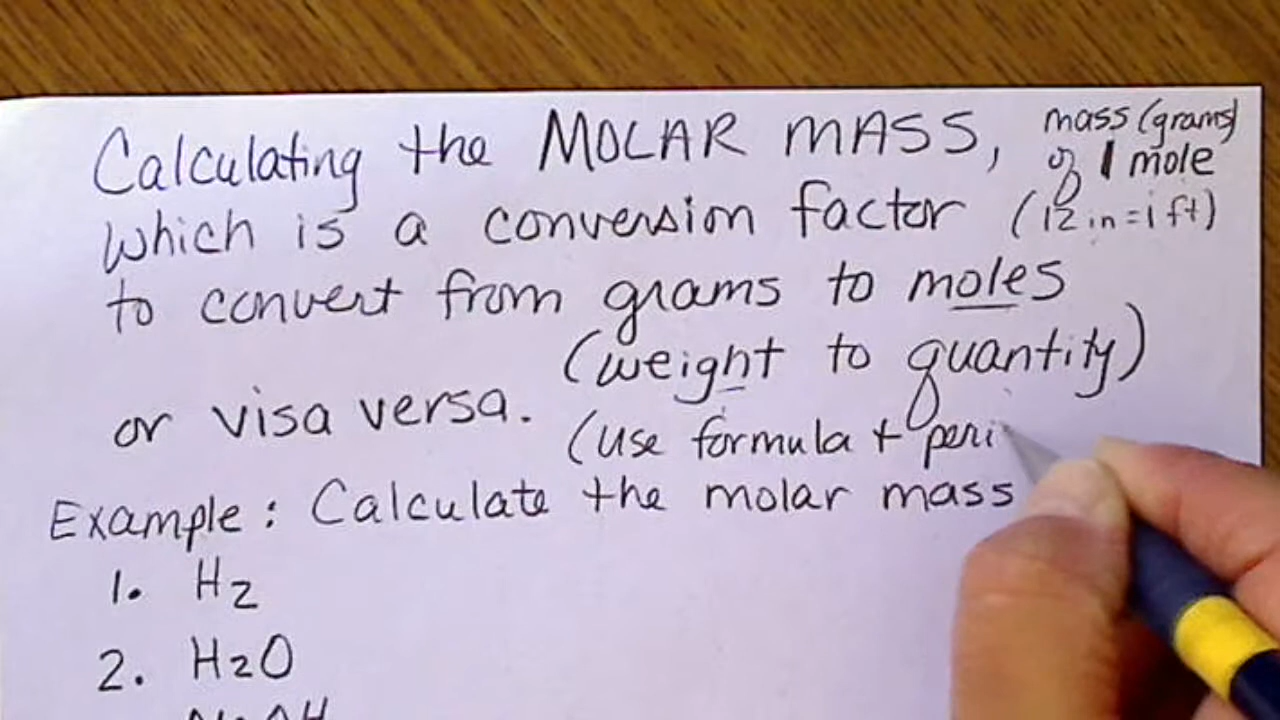 Calculating the MOLAR MASS, mass (grams)
of 1 mole
which is a conversion factor (12 in = 1 ft)
to convert from grams to moles
(weight to quantity)
or visa versa.
(use formula + peri
Example: Calculate the molar mass
1. H2
2. H2O
NaOH